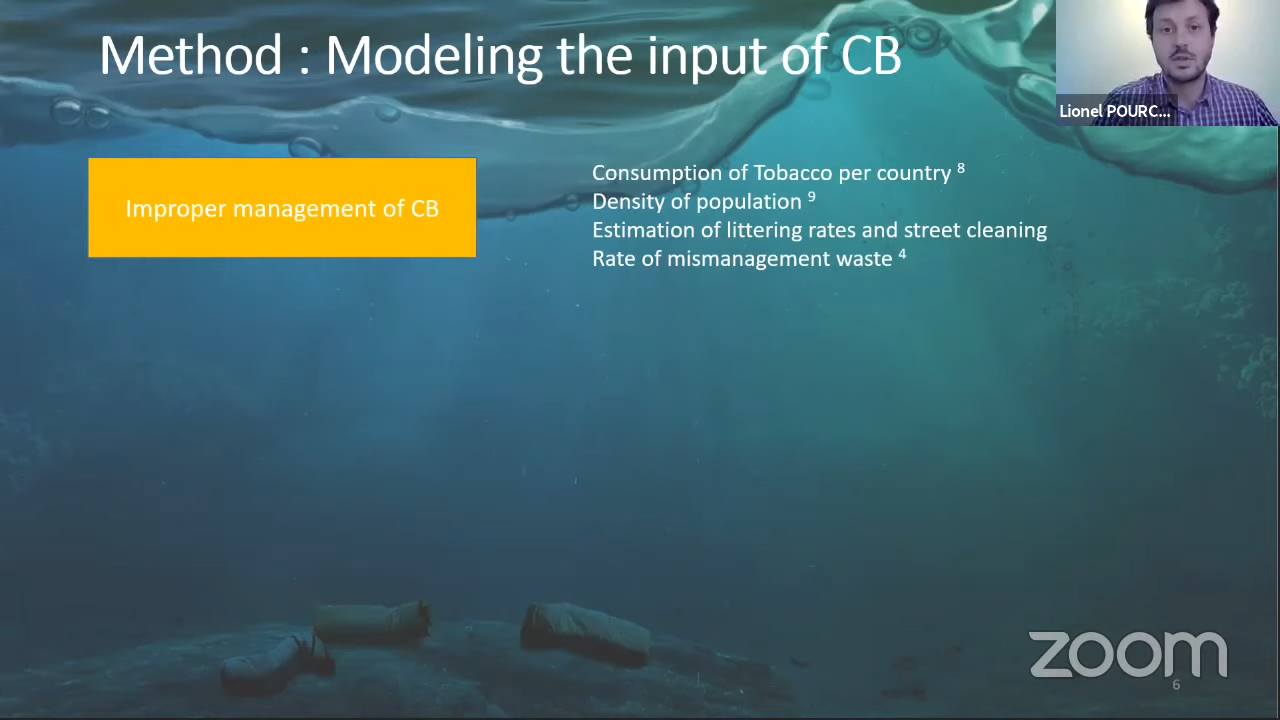 Method : Modeling the input of CB
Lionel POURC...
Improper management of CB
Consumption of Tobacco per country ⁸
Density of population ⁹
Estimation of littering rates and street cleaning
Rate of mismanagement waste ⁴
zoom
6